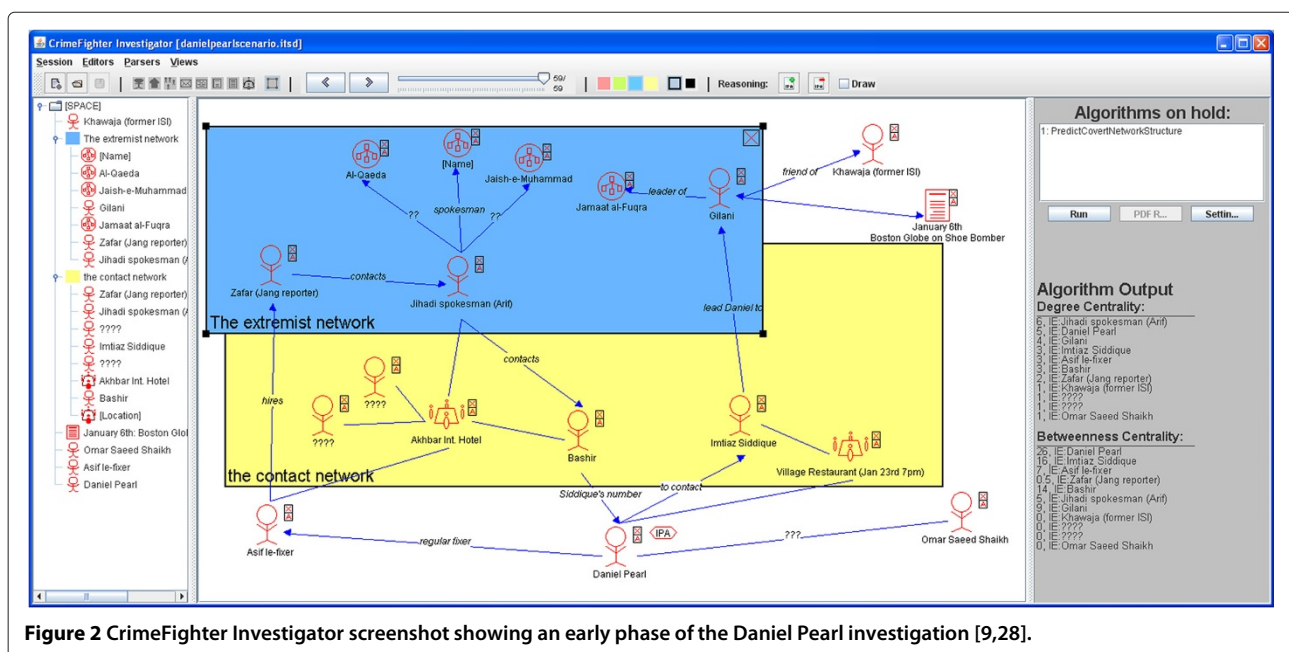 CrimeFighter Investigator [danielpearlscenario.itsd]
Session Editors Parsers Views
59/
59
Reasoning:
Draw
[SPACE]
Khawaja (former ISI)
The extremist network
[Name]
Al-Qaeda
Jaish-e-Muhammad
Gilani
Jamaat al-Fuqra
Zafar (Jang reporter)
Jihadi spokesman (A
the contact network
Zafar (Jang reporter)
Jihadi spokesman (A
????
Imtiaz Siddique
????
Akhbar Int. Hotel
Bashir
[Location]
January 6th: Boston Glob
Omar Saeed Shaikh
Asif le-fixer
Daniel Pearl
Al-Qaeda
[Name]
Jaish-e-Muhammad
??
spokesman
??
Jamaat al-Fuqra
leader of
Gilani
friend of
Khawaja (former ISI)
January 6th
Boston Globe on Shoe Bomber
Zafar (Jang reporter)
contacts
Jihadi spokesman (Arif)
lead Daniel to
The extremist network
contacts
hires
????
????
Akhbar Int. Hotel
Bashir
Imtiaz Siddique
Village Restaurant (Jan 23rd 7pm)
the contact network
Siddique's number
to contact
Asif le-fixer
regular fixer
IPA
Daniel Pearl
???
Omar Saeed Shaikh
Algorithms on hold:
1: PredictCovertNetworkStructure
Run
PDF R...
Settin...
Algorithm Output
Degree Centrality:
6, IE:Jihadi spokesman (Arif)
5, IE:Daniel Pearl
4, IE:Gilani
3, IE:Imtiaz Siddique
3, IE:Asif le-fixer
3, IE:Bashir
2, IE:Zafar (Jang reporter)
1, IE:Khawaja (former ISI)
1, IE:????
1, IE:????
1, IE:Omar Saeed Shaikh
Betweenness Centrality:
26, IE:Daniel Pearl
16, IE:Imtiaz Siddique
7, IE:Asif le-fixer
0.5, IE:Zafar (Jang reporter)
14, IE:Bashir
5, IE:Jihadi spokesman (Arif)
9, IE:Gilani
0, IE:Khawaja (former ISI)
0, IE:????
0, IE:????
0, IE:Omar Saeed Shaikh
Figure 2 CrimeFighter Investigator screenshot showing an early phase of the Daniel Pearl investigation [9,28].